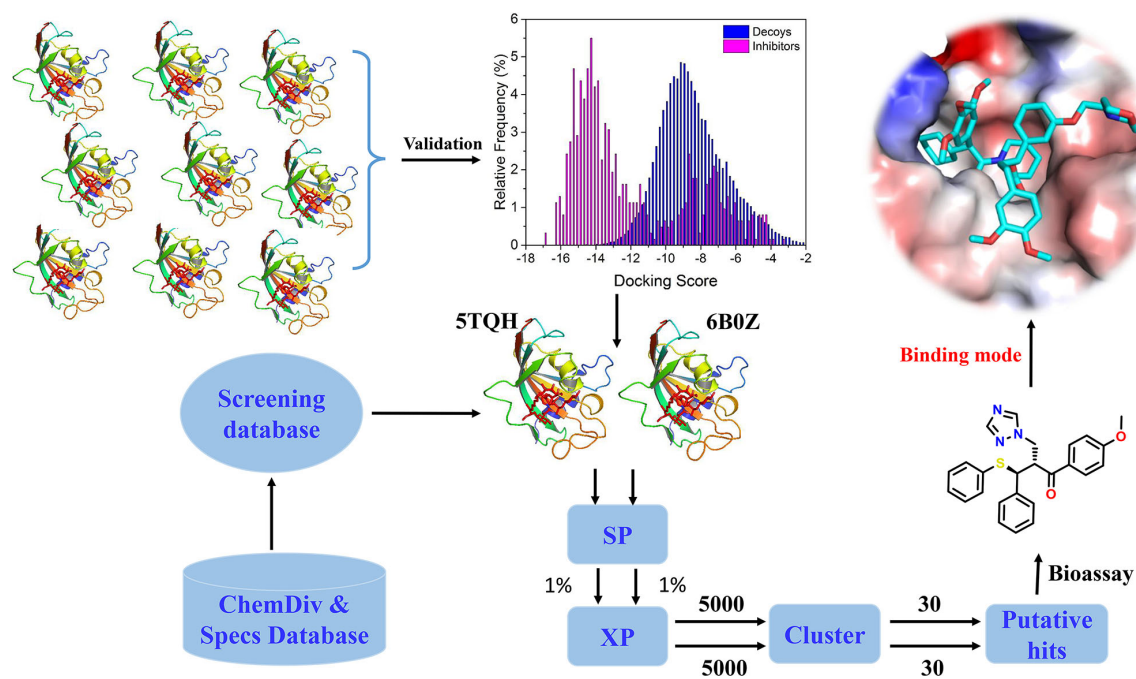 Validation
Relative Frequency (%)
6
5
4
3
2
1
0
-18
-16
-14
-12
-10
-8
-6
-4
-2
Docking Score
Decoys
Inhibitors
5TQH
6B0Z
Screening
database
ChemDiv &
Specs Database
SP
1%
1%
XP
5000
5000
Cluster
30
30
Putative
hits
Bioassay
N
N
N
S
O
O
Binding mode